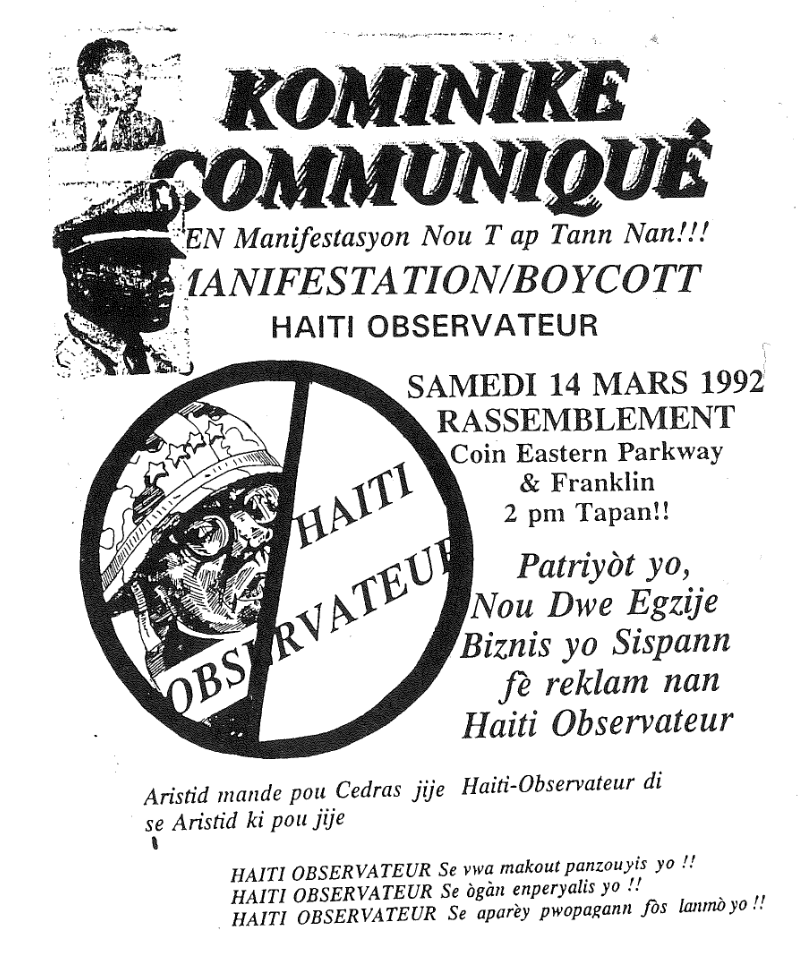 KOMINIKE
COMMUNIQUÉ
EN Manifestasyon Nou T ap Tann Nan!!!
MANIFESTATION/BOYCOTT
HAITI OBSERVATEUR
SAMEDI 14 MARS 1992
RASSEMBLEMENT
Coin Eastern Parkway
& Franklin
2 pm Tapan!!
HAITI
OBSERVATEUR
Patriyòt yo,
Nou Dwe Egzije
Biznis yo Sispann
fè reklam nan
Haiti Observateur
Aristid mande pou Cedras jije Haiti-Observateur di
se Aristid ki pou jije
HAITI OBSERVATEUR Se vwa makout panzouyis yo !!
HAITI OBSERVATEUR Se ògàn enperyalis yo !!
HAITI OBSERVATEUR Se aparèy pwopagann fòs lanmò yo !!